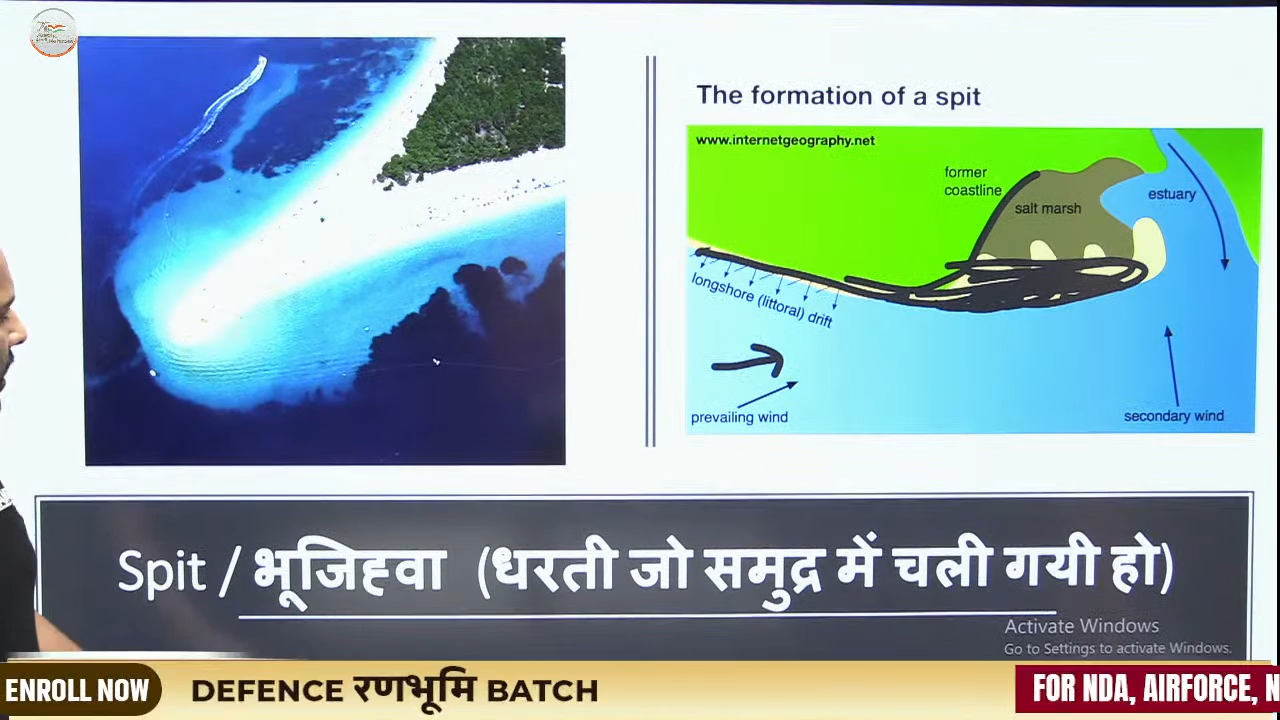 The formation of a spit
www.internetgeography.net
former
coastline
salt marsh
estuary
longshore (littoral) drift
prevailing wind
secondary wind
Spit / भूजिह्वा (धरती जो समुद्र में चली गयी हो)
Activate Windows
Go to Settings to activate Windows.
ENROLL NOW
DEFENCE रणभूमि BATCH
FOR NDA, AIRFORCE, N